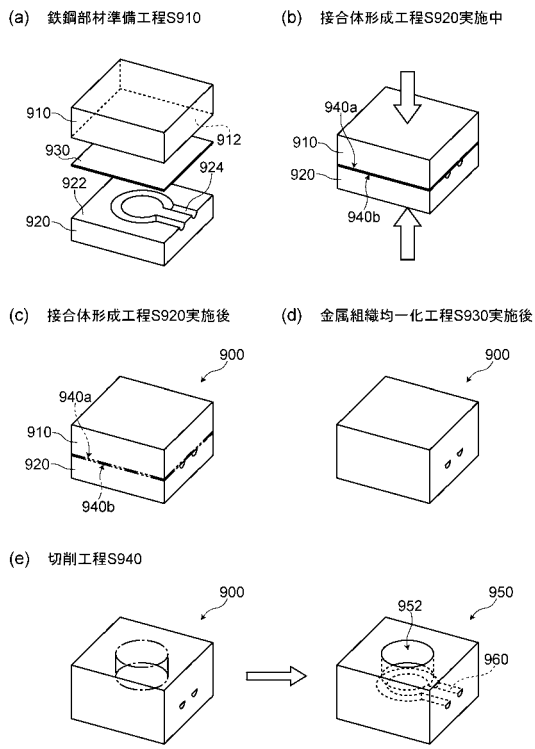 (a) 鉄鋼部材準備工程S910
(b) 接合体形成工程S920実施中
910
912
930
924
922
920
940a
910
920
940b
(c) 接合体形成工程S920実施後
(d) 金属組織均一化工程S930実施後
900
940a
910
920
940b
900
(e) 切削工程S940
900
952
950
960